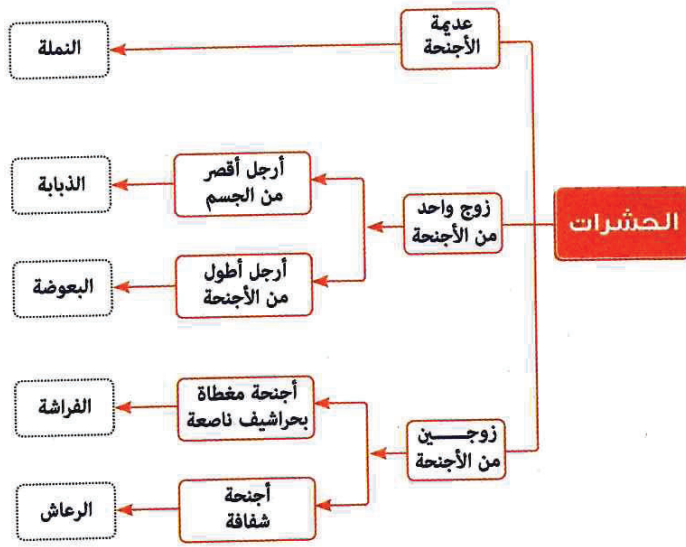 الحشرات
عديمة
الأجنحة
النملة
زوج واحد
من الأجنحة
أرجل أقصر
من الجسم
الذبابة
أرجل أطول
من الأجنحة
البعوضة
زوجـــــين
من الأجنحة
أجنحة مغطاة
بحراشيف ناصعة
الفراشة
أجنحة
شفافة
الرعاش